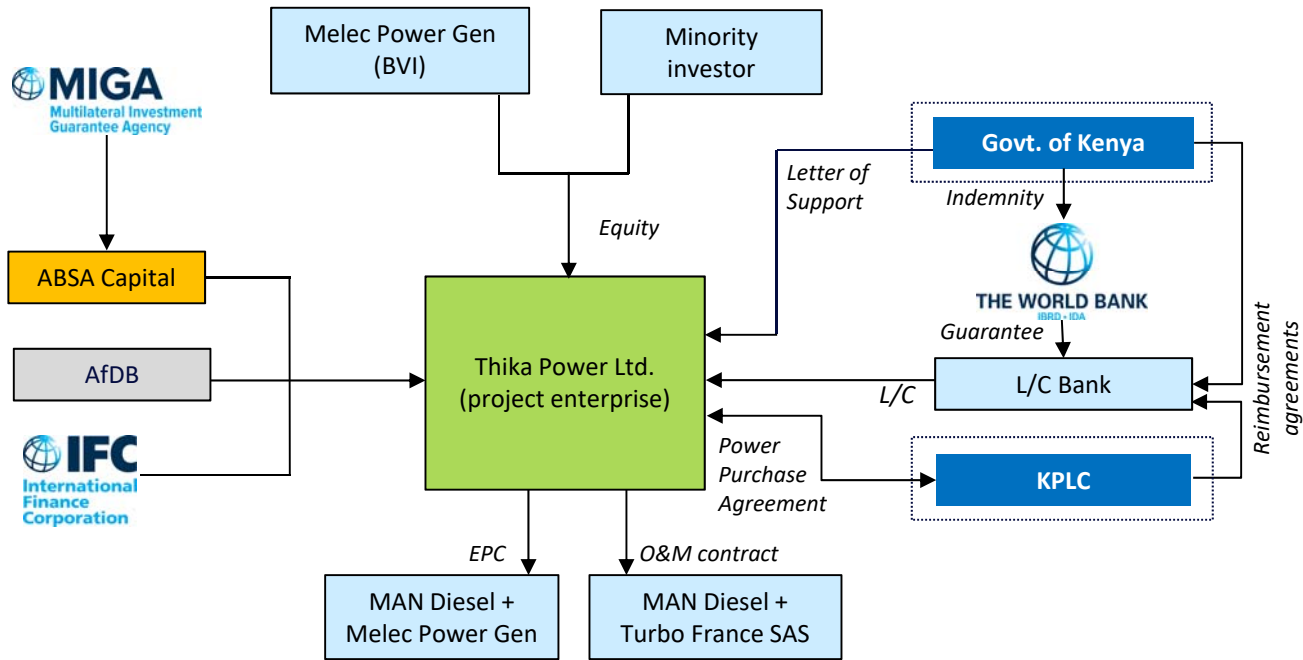 Melec Power Gen
(BVI)
Minority
investor
MIGA
Multilateral Investment
Guarantee Agency
Govt. of Kenya
Letter of
Support
Indemnity
Equity
ABSA Capital
THE WORLD BANK
IBRD • IDA
Guarantee
Reimbursement
agreements
AfDB
Thika Power Ltd.
(project enterprise)
L/C
L/C Bank
IFC
International
Finance
Corporation
Power
Purchase
Agreement
KPLC
EPC
O&M contract
MAN Diesel +
Melec Power Gen
MAN Diesel +
Turbo France SAS